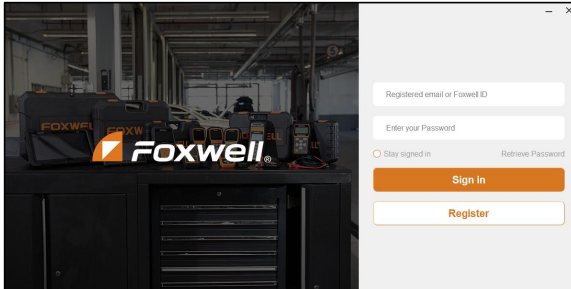 FOXWELL
FOXW
Foxwell®
Registered email or Foxwell ID
Enter your Password
Stay signed in
Retrieve Password
Sign in
Register